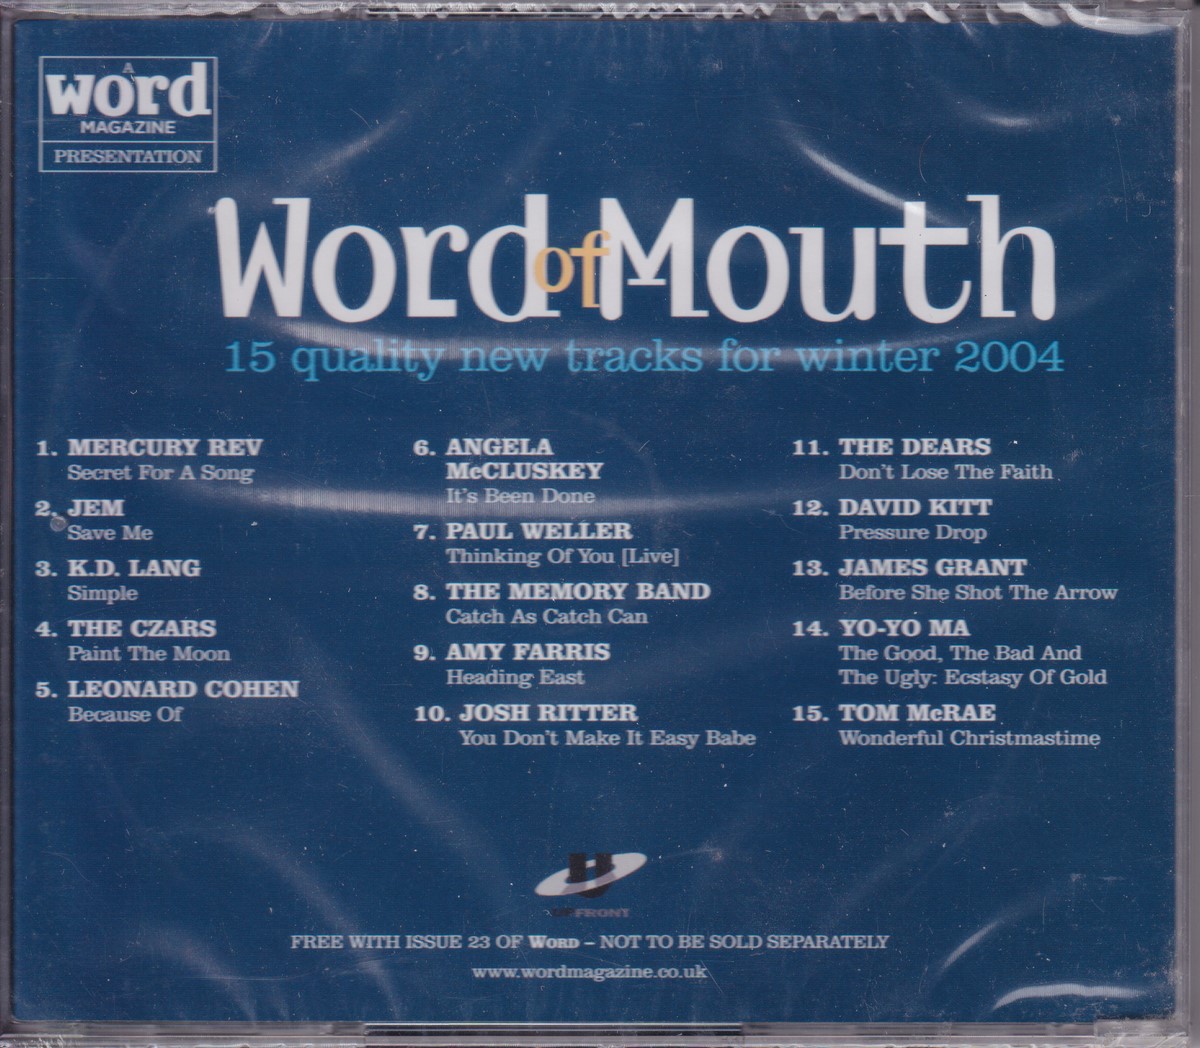 A
word
MAGAZINE
PRESENTATION
Word of Mouth
15 quality new tracks for winter 2004
1. MERCURY REV
Secret For A Song
2. JEM
Save Me
3. K.D. LANG
Simple
4. THE CZARS
Paint The Moon
5. LEONARD COHEN
Because Of
6. ANGELA
McCLUSKEY
It's Been Done
7. PAUL WELLER
Thinking Of You [Live]
8. THE MEMORY BAND
Catch As Catch Can
9. AMY FARRIS
Heading East
10. JOSH RITTER
You Don't Make It Easy Babe
11. THE DEARS
Don't Lose The Faith
12. DAVID KITT
Pressure Drop
13. JAMES GRANT
Before She Shot The Arrow
14. YO-YO MA
The Good, The Bad And
The Ugly: Ecstasy Of Gold
15. TOM McRAE
Wonderful Christmastime
U
UPFRONT
FREE WITH ISSUE 23 OF WORD – NOT TO BE SOLD SEPARATELY
www.wordmagazine.co.uk